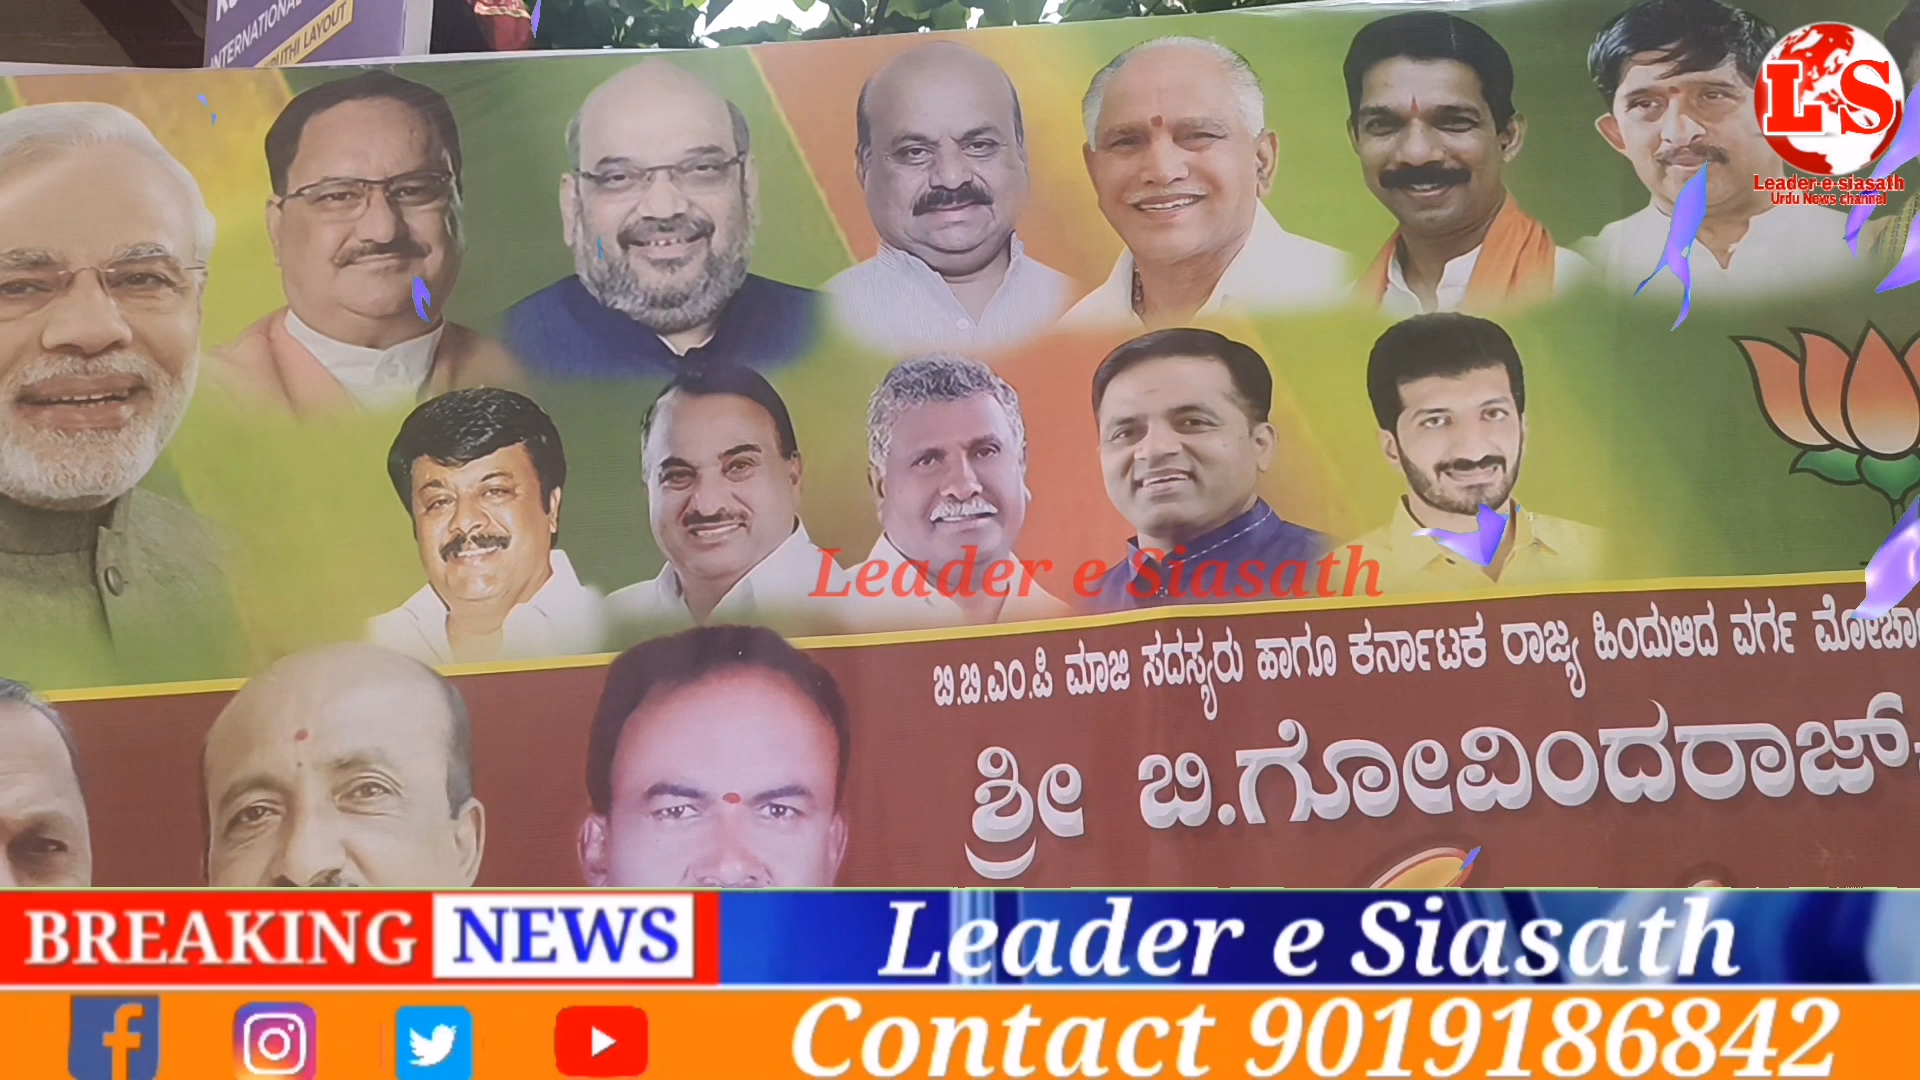 INTERNATIONAL
LAYOUT
LS
Leader-e-siasath
Urdu News channel
Leader e Siasath
ಬಿ.ಬಿ.ಎಂ.ಪಿ ಮಾಜಿ ಸದಸ್ಯರು ಹಾಗೂ ಕರ್ನಾಟಕ ರಾಜ್ಯ ಹಿಂದುಳಿದ ವರ್ಗ
ಶ್ರೀ ಬಿ.ಗೋವಿಂದರಾಜ್
BREAKING NEWS Leader e Siasath
Contact 9019186842